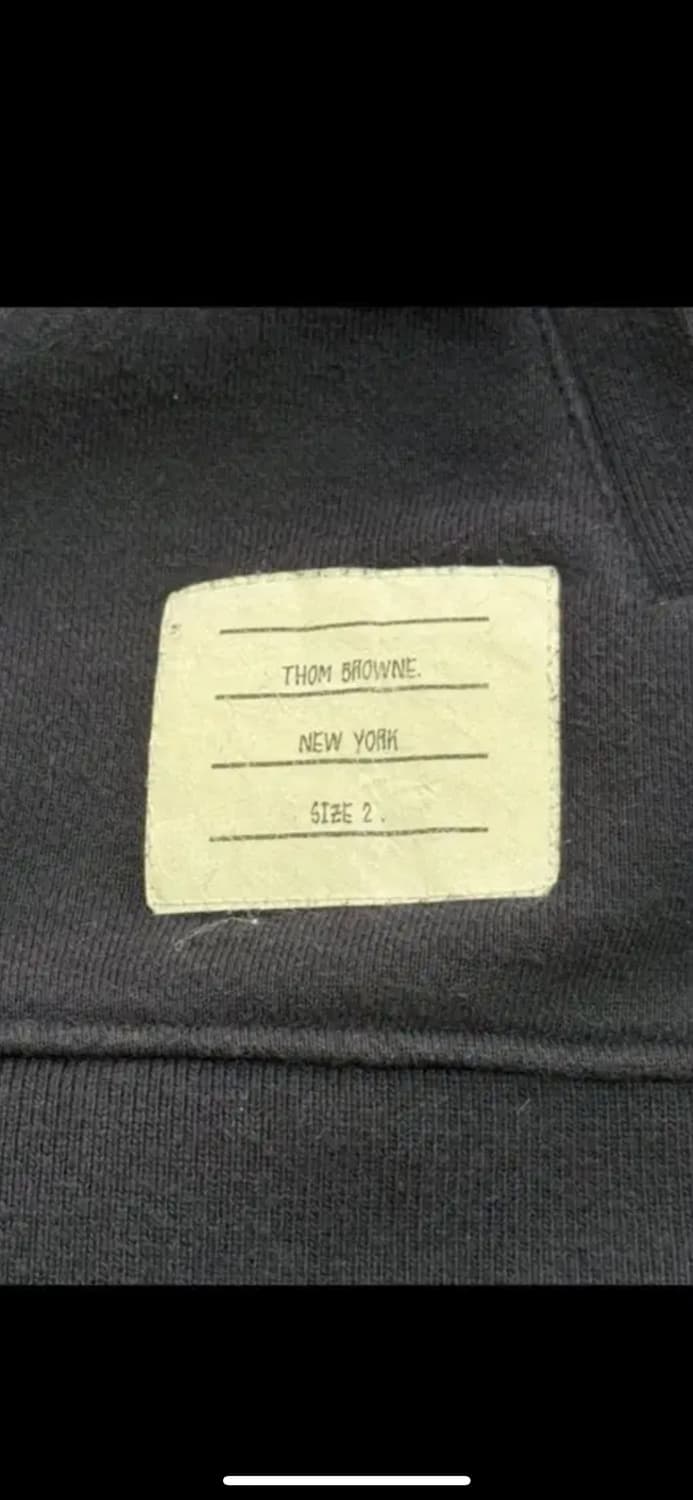 THOM BROWNE.
NEW YORK
SIZE 2.